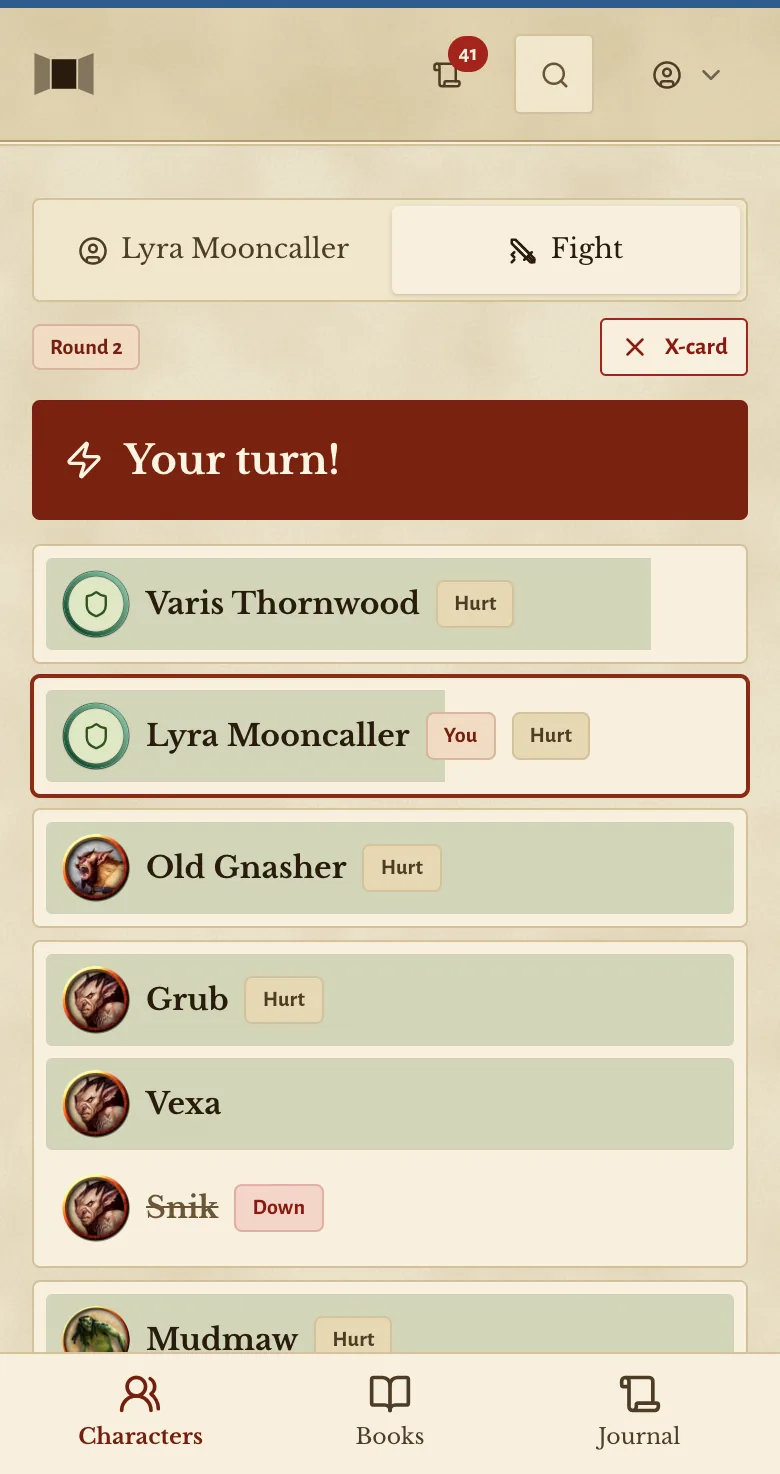 41
Lyra Mooncaller
Fight
Round 2
X-card
Your turn!
Varis Thornwood Hurt
Lyra Mooncaller You Hurt
Old Gnasher Hurt
Grub Hurt
Vexa
Snik Down
Mudmaw Hurt
Characters Books Journal